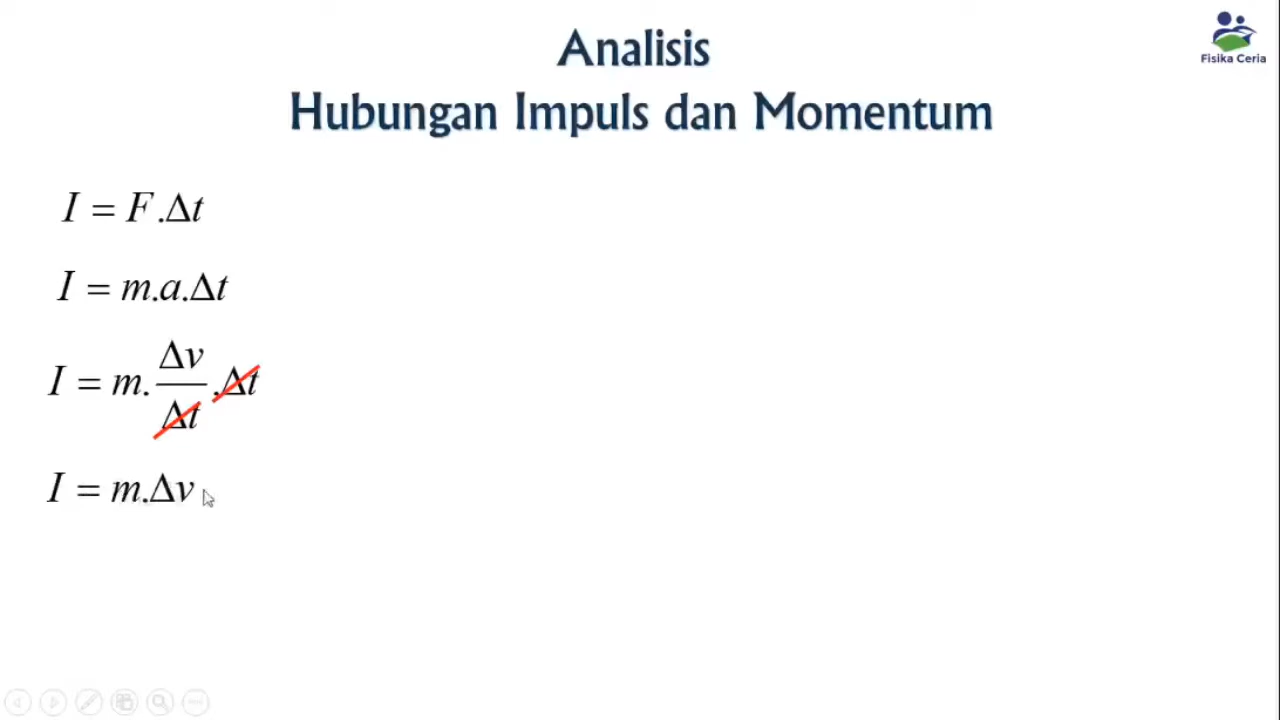 Analisis
Hubungan Impuls dan Momentum
Fisika Ceria
I = F.Δt
I = m.a.Δt
I = m. Δv/Δt .Δt
I = m.Δv